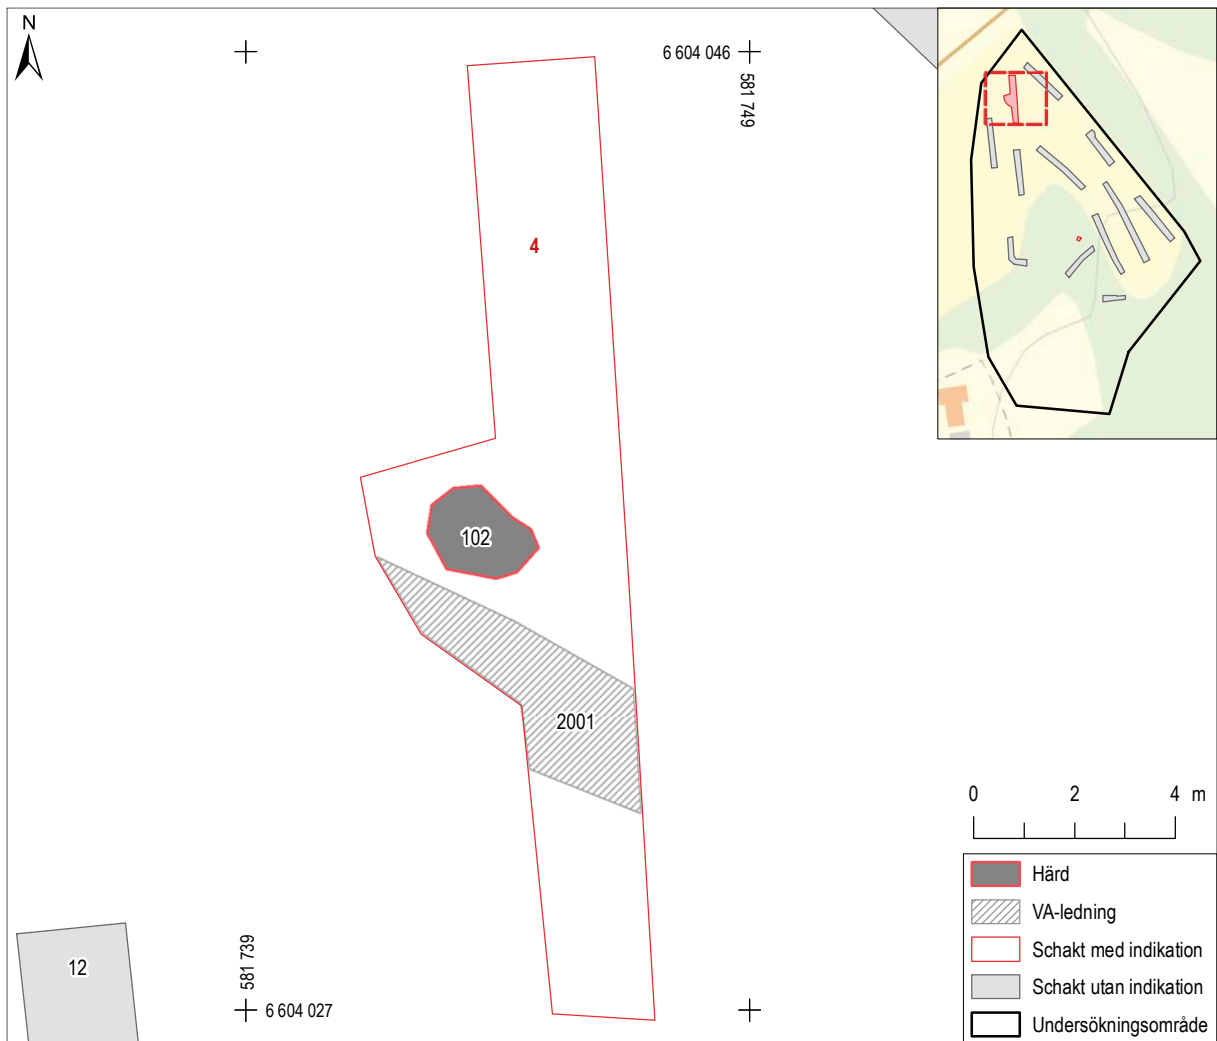 N
6 604 046
581 749
4
102
2001
12
581 739
6 604 027
0 2 4 m
Härd
VA-ledning
Schakt med indikation
Schakt utan indikation
Undersökningsområde